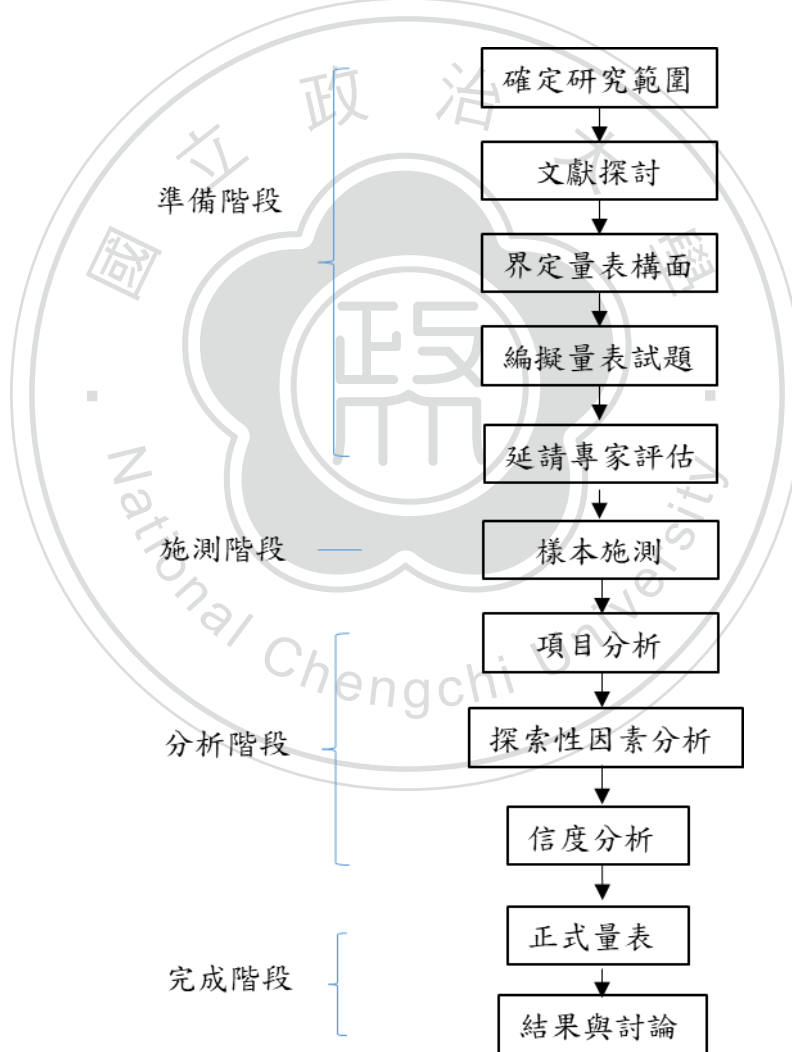 確定研究範圍
文獻探討
準備階段
界定量表構面
編擬量表試題
延請專家評估
施測階段
樣本施測
項目分析
分析階段
探索性因素分析
信度分析
正式量表
完成階段
結果與討論
國立政治大學
政
National Chengchi University